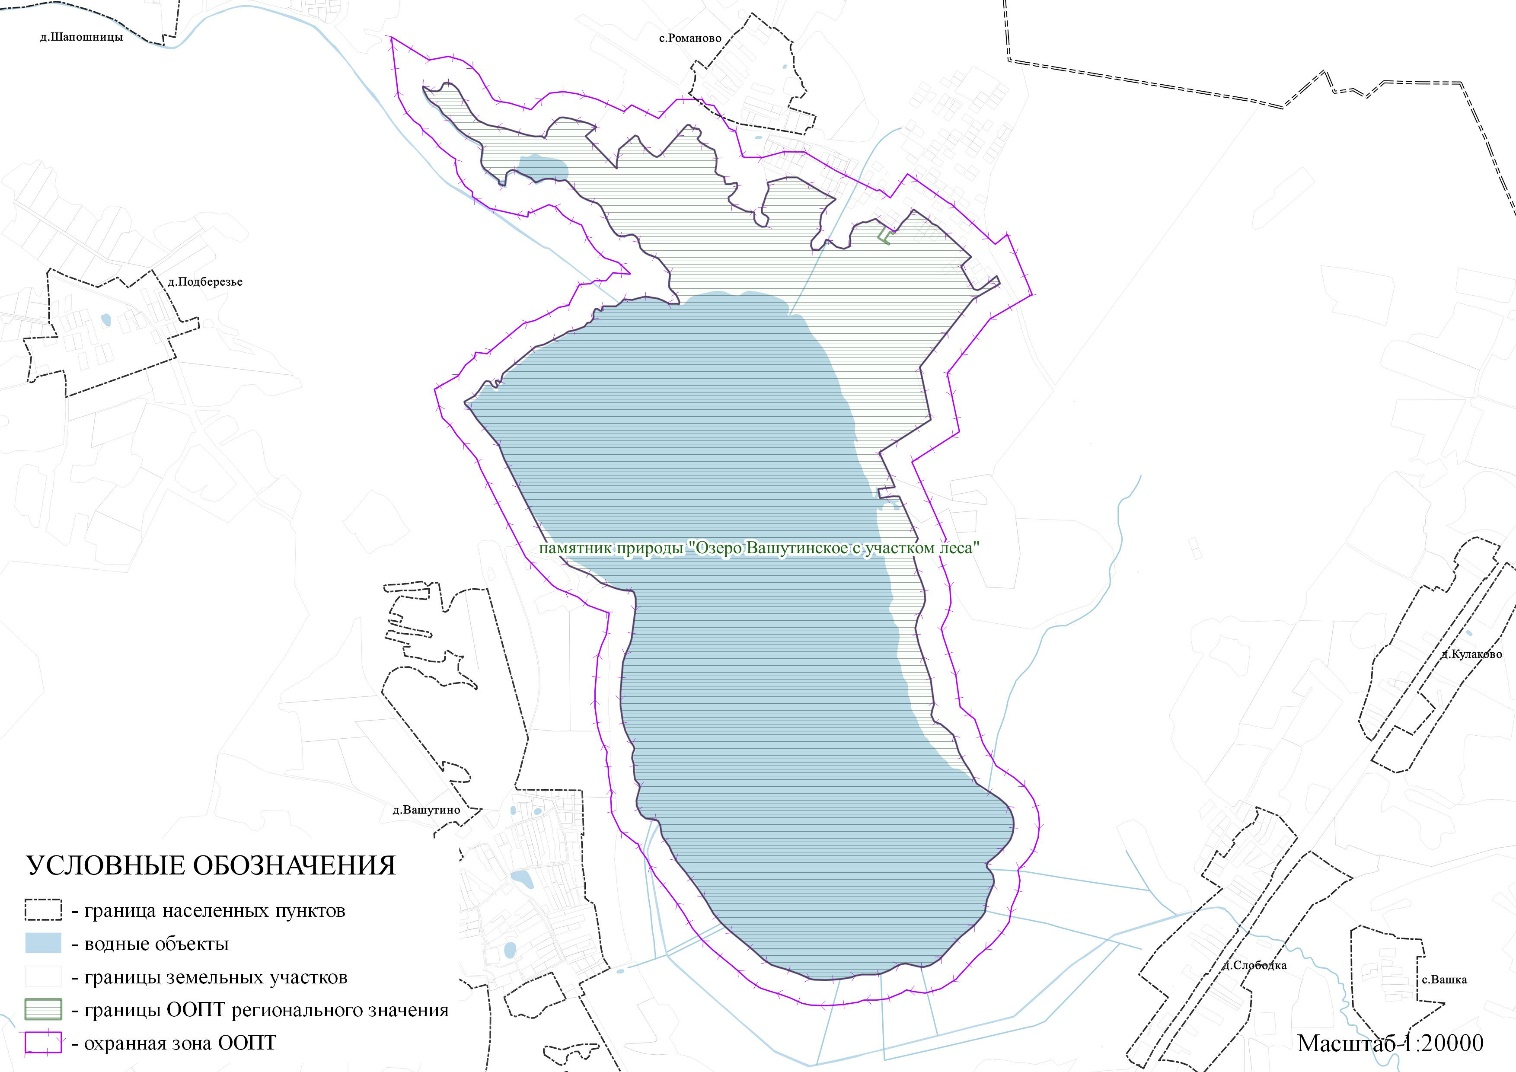 д.Шапошницы
с.Романово
д.Подберезье
памятник природы "Озеро Вашутинское с участком леса"
д.Кулаково
д.Вашутино
д.Слободка
с.Вашка
УСЛОВНЫЕ ОБОЗНАЧЕНИЯ
- граница населенных пунктов
- водные объекты
- границы земельных участков
- границы ООПТ регионального значения
- охранная зона ООПТ
Масштаб 1:20000